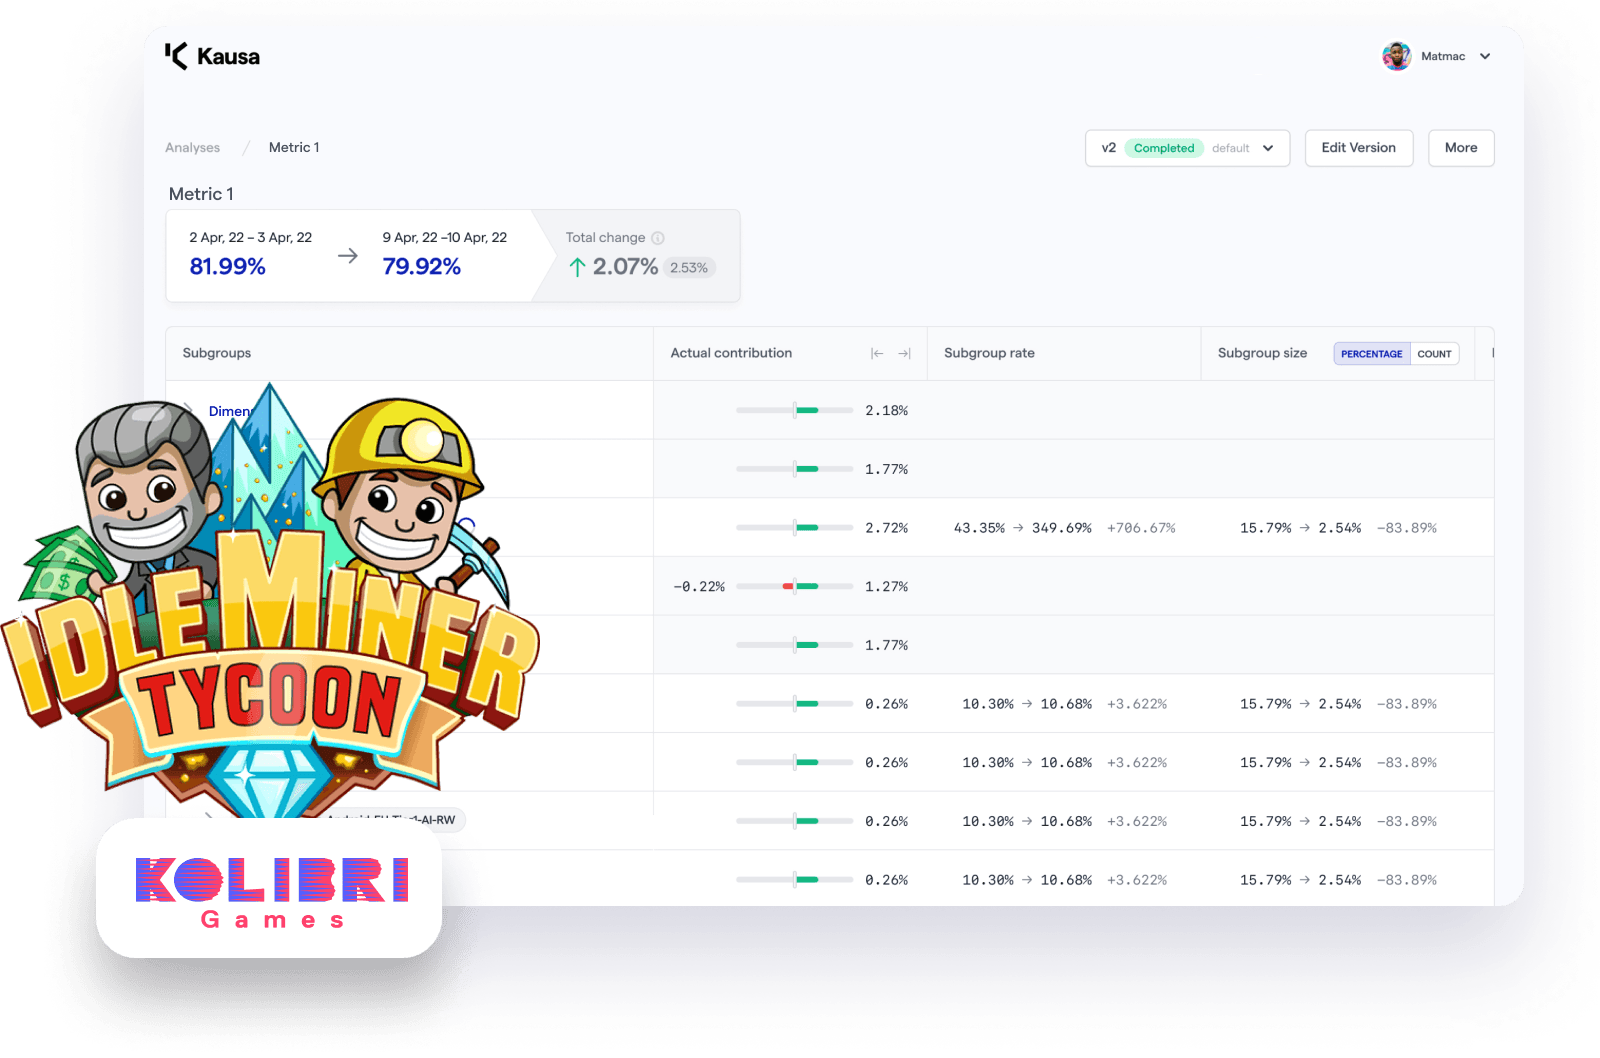 Kausa
Matmac
Analyses / Metric 1
v2 Completed default
Edit Version
More
Metric 1
2 Apr, 22 – 3 Apr, 22 → 9 Apr, 22 –10 Apr, 22
81.99% 79.92%
Total change
↑ 2.07% 2.53%
Subgroups Actual contribution Subgroup rate Subgroup size PERCENTAGE COUNT
2.18%
1.77%
2.72% 43.35% → 349.69% +706.67% 15.79% → 2.54% −83.89%
−0.22% 1.27%
1.77%
0.26% 10.30% → 10.68% +3.622% 15.79% → 2.54% −83.89%
0.26% 10.30% → 10.68% +3.622% 15.79% → 2.54% −83.89%
0.26% 10.30% → 10.68% +3.622% 15.79% → 2.54% −83.89%
0.26% 10.30% → 10.68% +3.622% 15.79% → 2.54% −83.89%
IDLE MINER
TYCOON
KOLIBRI
Games